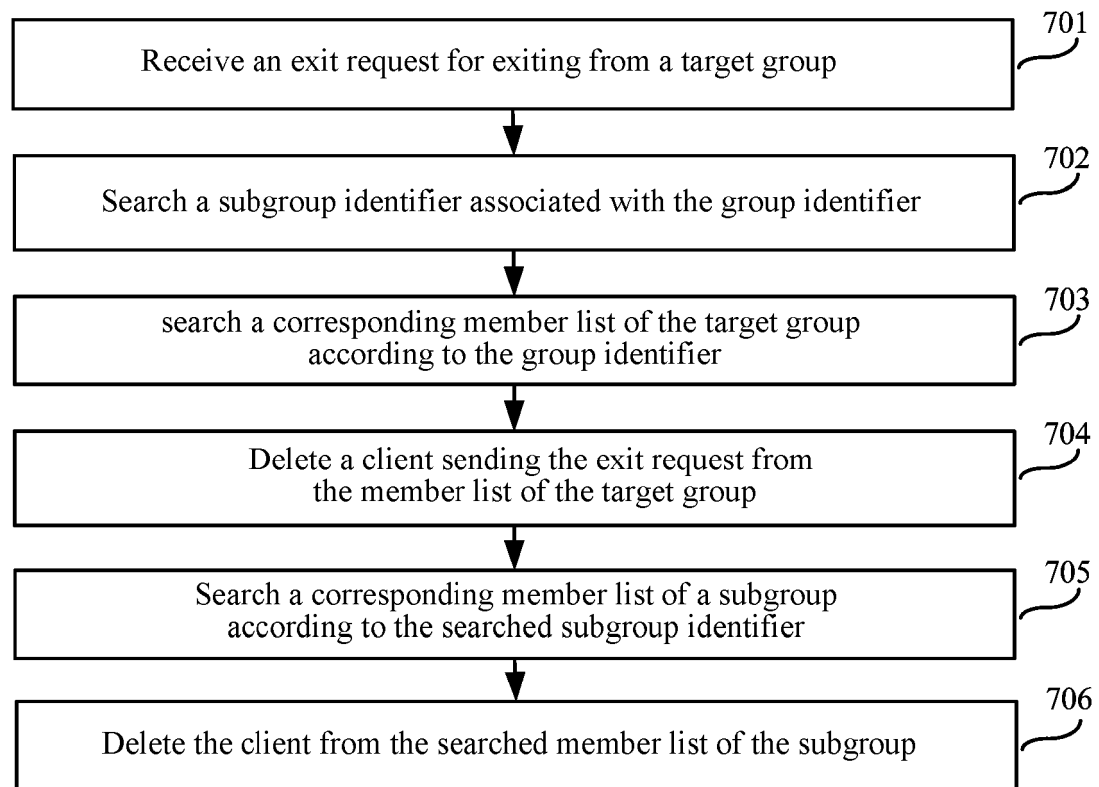 701
Receive an exit request for exiting from a target group
702
Search a subgroup identifier associated with the group identifier
703
search a corresponding member list of the target group
according to the group identifier
704
Delete a client sending the exit request from
the member list of the target group
705
Search a corresponding member list of a subgroup
according to the searched subgroup identifier
706
Delete the client from the searched member list of the subgroup